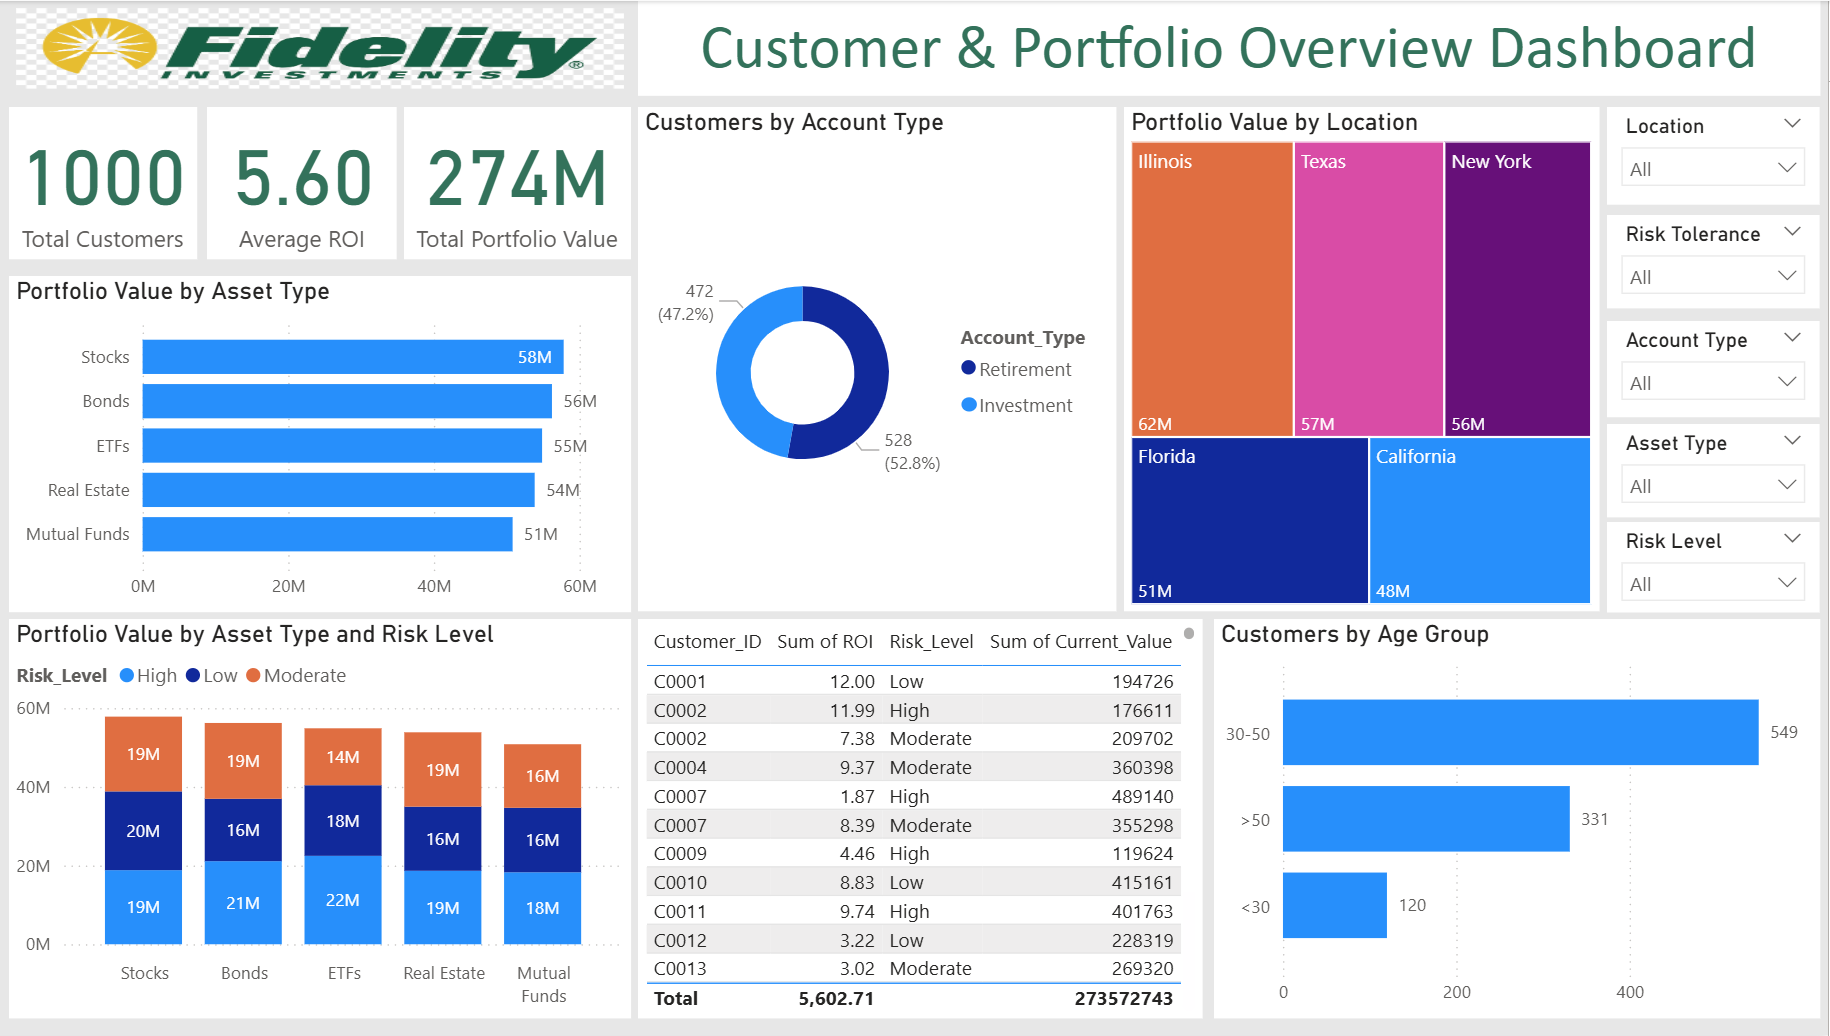 Fidelity
INVESTMENTS®
Customer & Portfolio Overview Dashboard
1000
Total Customers
5.60
Average ROI
274M
Total Portfolio Value
Portfolio Value by Asset Type
Stocks
58M
Bonds
56M
ETFs
55M
Real Estate
54M
Mutual Funds
51M
0M 20M 40M 60M
Customers by Account Type
472
(47.2%)
528
(52.8%)
Account_Type
Retirement
Investment
Portfolio Value by Location
Illinois
62M
Texas
57M
New York
56M
Florida
51M
California
48M
Location
All
Risk Tolerance
All
Account Type
All
Asset Type
All
Risk Level
All
Portfolio Value by Asset Type and Risk Level
Risk_Level High Low Moderate
60M
40M
20M
0M
19M 19M 14M 19M 16M
20M 16M 18M 16M 16M
19M 21M 22M 19M 18M
Stocks Bonds ETFs Real Estate Mutual
Funds
Customer_ID Sum of ROI Risk_Level Sum of Current_Value
C0001 12.00 Low 194726
C0002 11.99 High 176611
C0002 7.38 Moderate 209702
C0004 9.37 Moderate 360398
C0007 1.87 High 489140
C0007 8.39 Moderate 355298
C0009 4.46 High 119624
C0010 8.83 Low 415161
C0011 9.74 High 401763
C0012 3.22 Low 228319
C0013 3.02 Moderate 269320
Total 5,602.71 273572743
Customers by Age Group
30-50 549
>50 331
<30 120
0 200 400